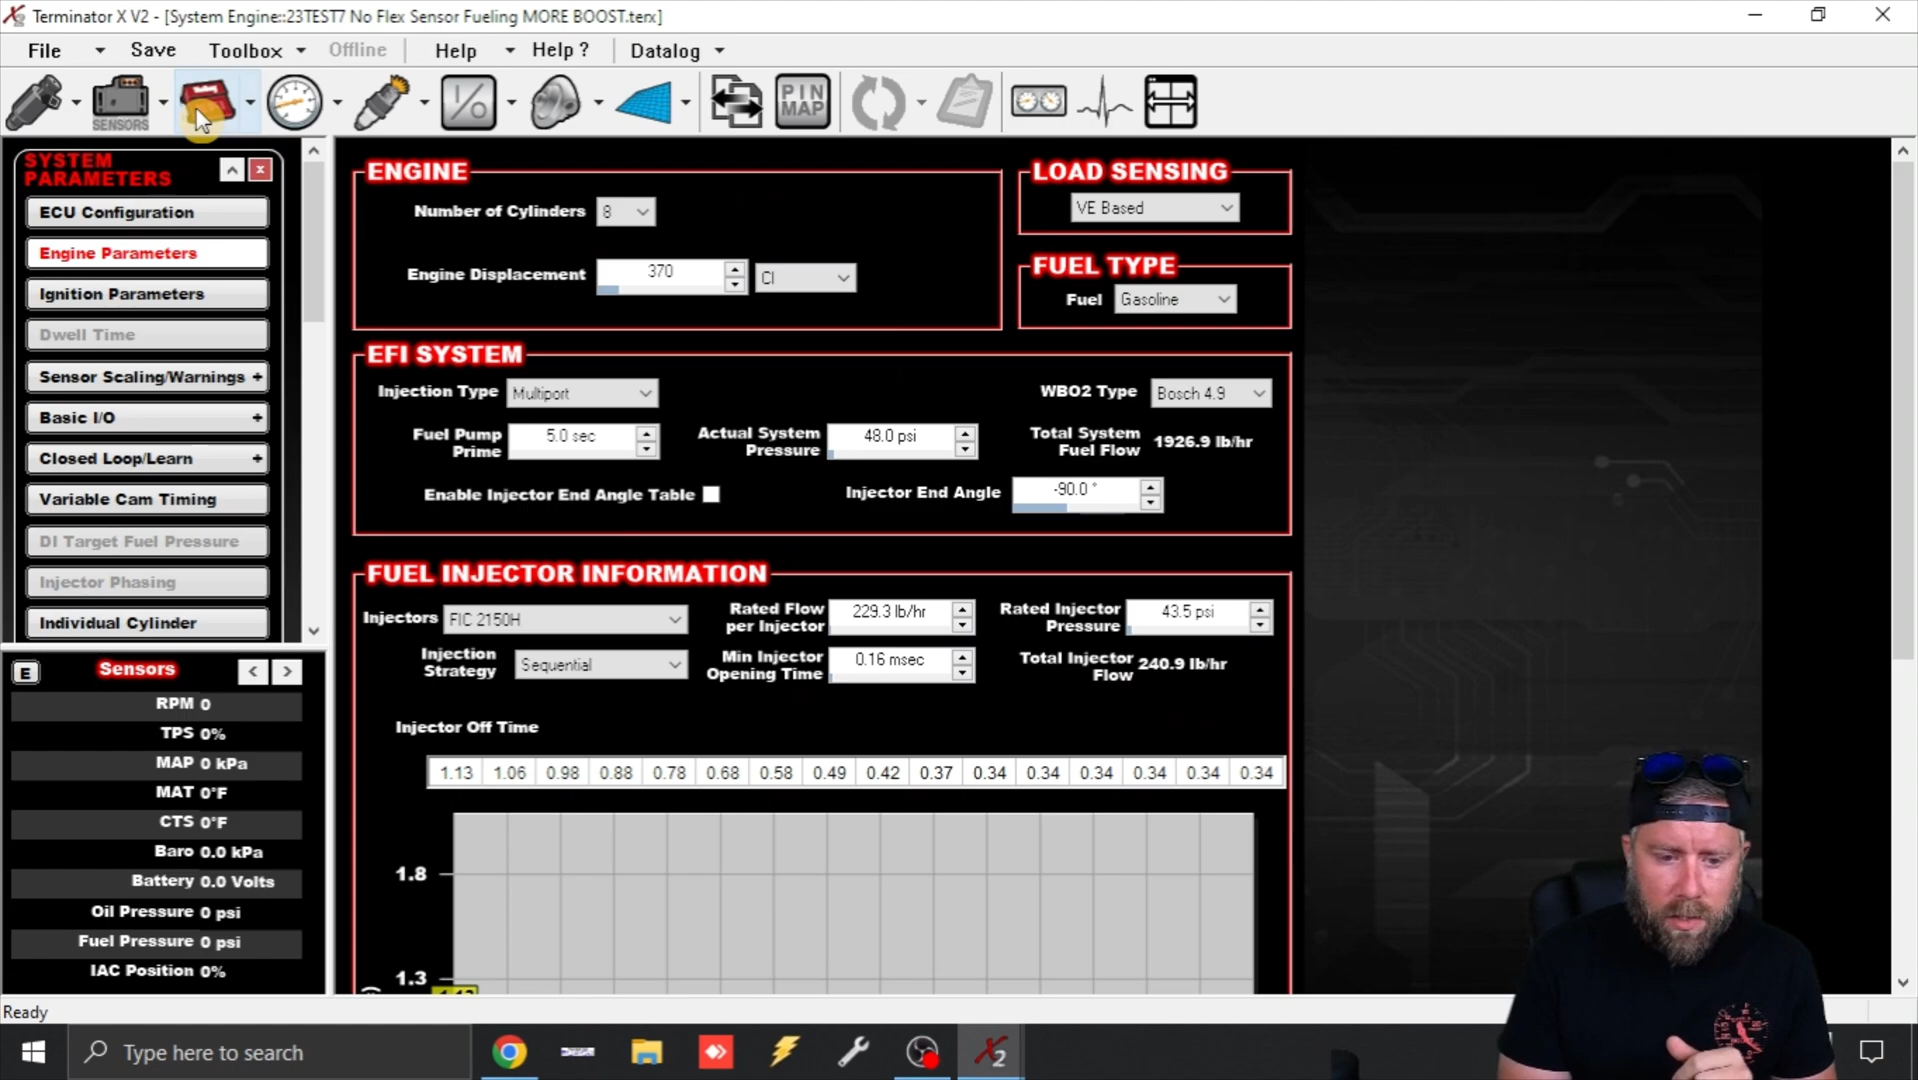 Terminator X V2 - [System Engine::23TEST7 No Flex Sensor Fueling MORE BOOST.terx]
File Save Toolbox Offline Help Help ? Datalog
SENSORS
I/O
PIN
MAP
SYSTEM
PARAMETERS
x
ECU Configuration
Engine Parameters
Ignition Parameters
Dwell Time
Sensor Scaling/Warnings +
Basic I/O +
Closed Loop/Learn +
Variable Cam Timing
DI Target Fuel Pressure
Injector Phasing
Individual Cylinder
E Sensors < >
RPM 0
TPS 0%
MAP 0 kPa
MAT 0°F
CTS 0°F
Baro 0.0 kPa
Battery 0.0 Volts
Oil Pressure 0 psi
Fuel Pressure 0 psi
IAC Position 0%
ENGINE
Number of Cylinders 8
Engine Displacement 370 CI
LOAD SENSING
VE Based
FUEL TYPE
Fuel Gasoline
EFI SYSTEM
Injection Type Multiport
WBO2 Type Bosch 4.9
Fuel Pump
Prime
5.0 sec
Actual System
Pressure
48.0 psi
Total System
Fuel Flow
1926.9 lb/hr
Enable Injector End Angle Table
Injector End Angle -90.0 °
FUEL INJECTOR INFORMATION
Injectors FIC 2150H
Rated Flow
per Injector
229.3 lb/hr
Rated Injector
Pressure
43.5 psi
Injection
Strategy
Sequential
Min Injector
Opening Time
0.16 msec
Total Injector
Flow
240.9 lb/hr
Injector Off Time
1.13 1.06 0.98 0.88 0.78 0.68 0.58 0.49 0.42 0.37 0.34 0.34 0.34 0.34 0.34 0.34
1.8
1.3
Ready
Type here to search
X2